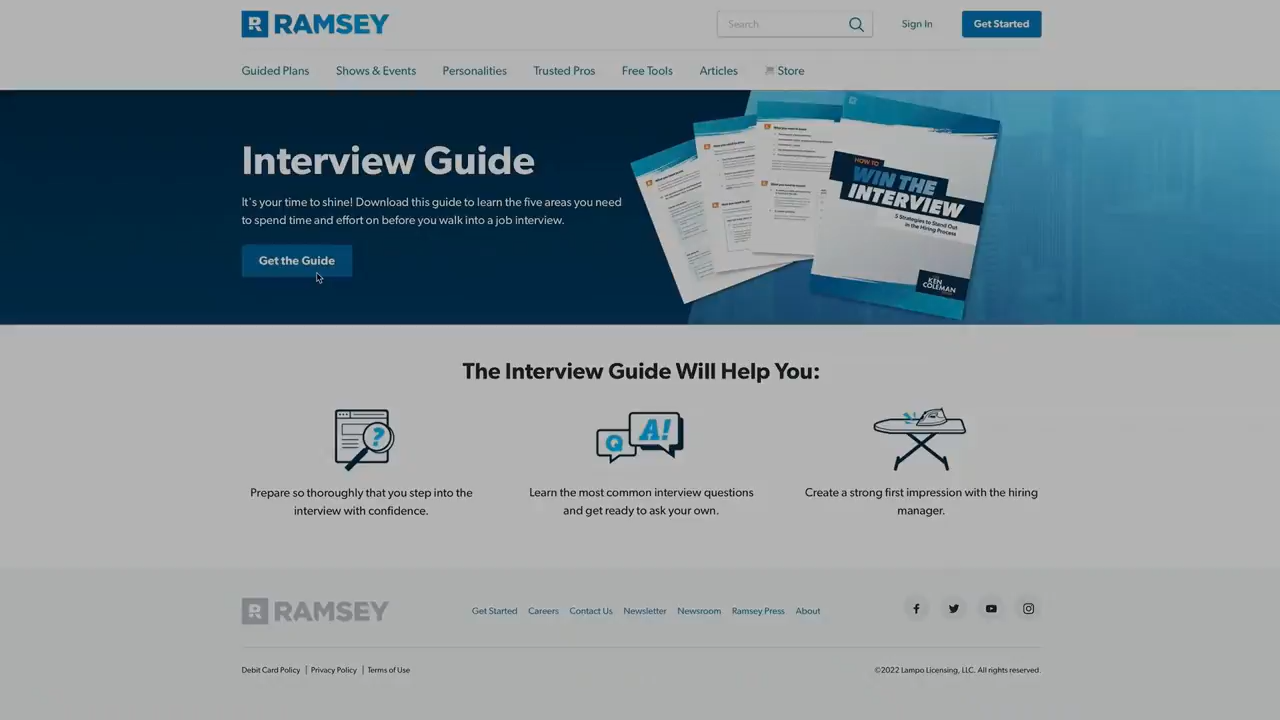 RAMSEY
Search
Sign In
Get Started
Guided Plans
Shows & Events
Personalities
Trusted Pros
Free Tools
Articles
Store
Interview Guide
It's your time to shine! Download this guide to learn the five areas you need
to spend time and effort on before you walk into a job interview.
Get the Guide
HOW TO
WIN THE
INTERVIEW
5 Strategies to Stand Out
in the Hiring Process
KEN
COLEMAN
The Interview Guide Will Help You:
?
Q
A!
Prepare so thoroughly that you step into the
interview with confidence.
Learn the most common interview questions
and get ready to ask your own.
Create a strong first impression with the hiring
manager.
RAMSEY
Get Started
Careers
Contact Us
Newsletter
Newsroom
Ramsey Press
About
Debit Card Policy | Privacy Policy | Terms of Use
©2022 Lampo Licensing, LLC. All rights reserved.